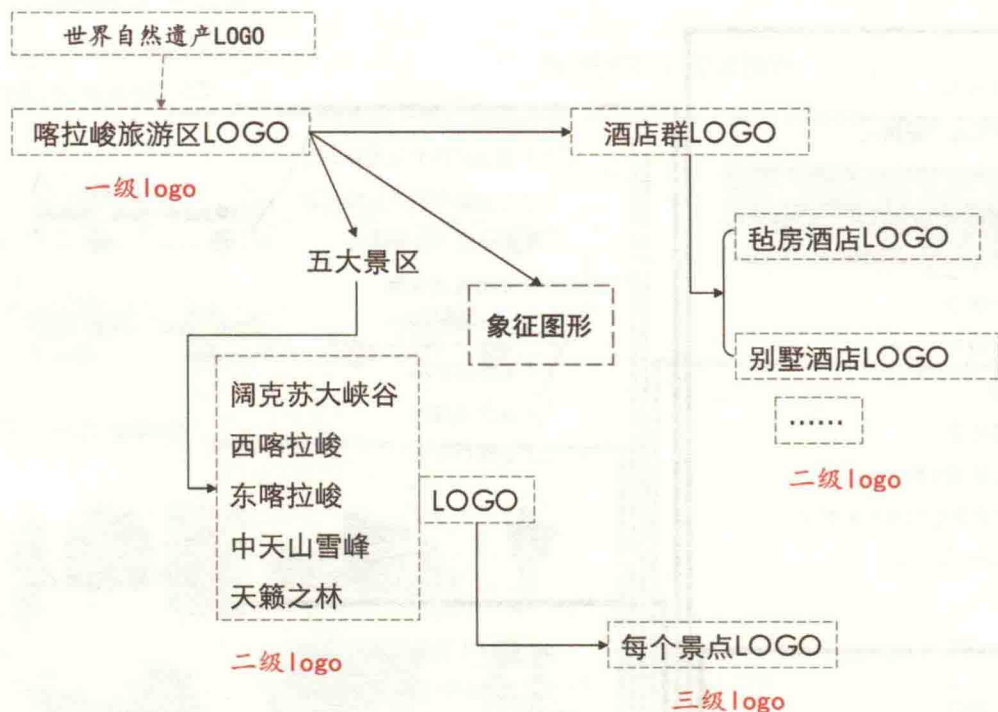 世界自然遗产LOGO
喀拉峻旅游区LOGO
酒店群LOGO
一级logo
毡房酒店LOGO
五大景区
象征图形
别墅酒店LOGO
阔克苏大峡谷
西喀拉峻
东喀拉峻
中天山雪峰
天籁之林
LOGO
……
二级logo
每个景点LOGO
二级logo
三级logo